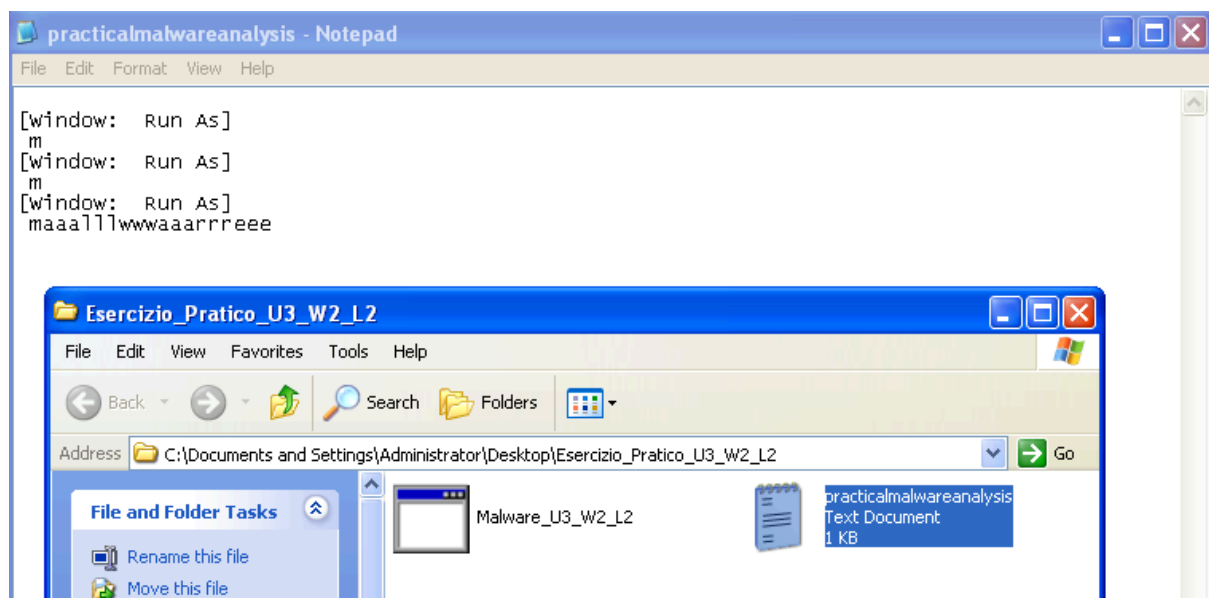 practicalmalwareanalysis - Notepad
File Edit Format View Help
[Window: Run As]
m
[Window: Run As]
m
[Window: Run As]
maaalllwwwaaarrreee
Esercizio_Pratico_U3_W2_L2
File Edit View Favorites Tools Help
Back Search Folders
Address C:\Documents and Settings\Administrator\Desktop\Esercizio_Pratico_U3_W2_L2 Go
File and Folder Tasks
Rename this file
Move this file
Malware_U3_W2_L2
practicalmalwareanalysis
Text Document
1 KB